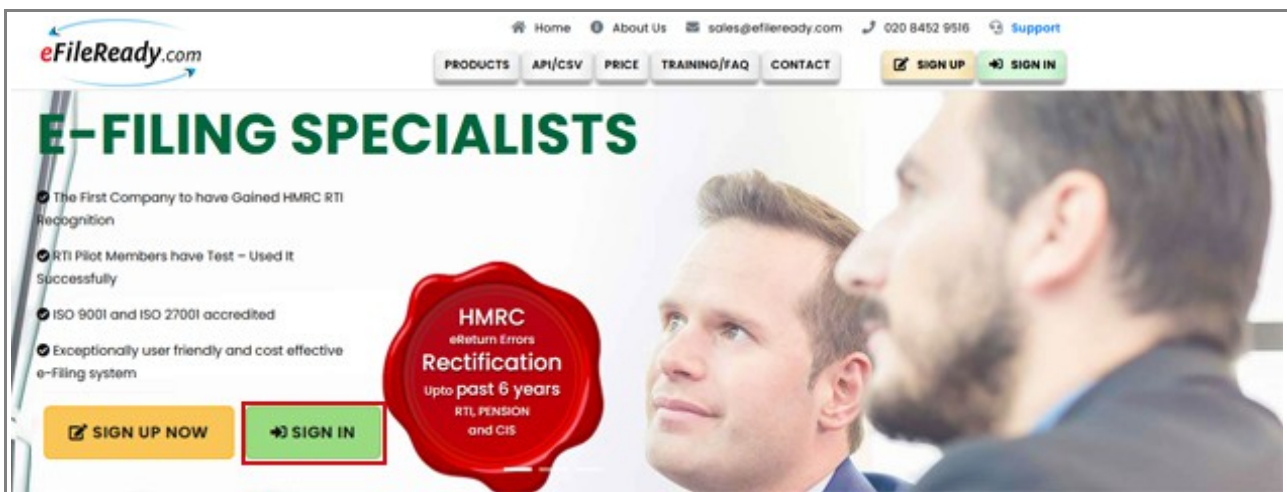 Home About Us sales@efileready.com 020 8452 9516 Support
eFileReady.com
PRODUCTS API/CSV PRICE TRAINING/FAQ CONTACT SIGN UP SIGN IN
E-FILING SPECIALISTS
The First Company to have Gained HMRC RTI
Recognition
RTI Pilot Members have Test – Used It
Successfully
ISO 9001 and ISO 27001 accredited
Exceptionally user friendly and cost effective
e-Filing system
SIGN UP NOW SIGN IN
HMRC
eReturn Errors
Rectification
Upto past 6 years
RTI, PENSION
and CIS